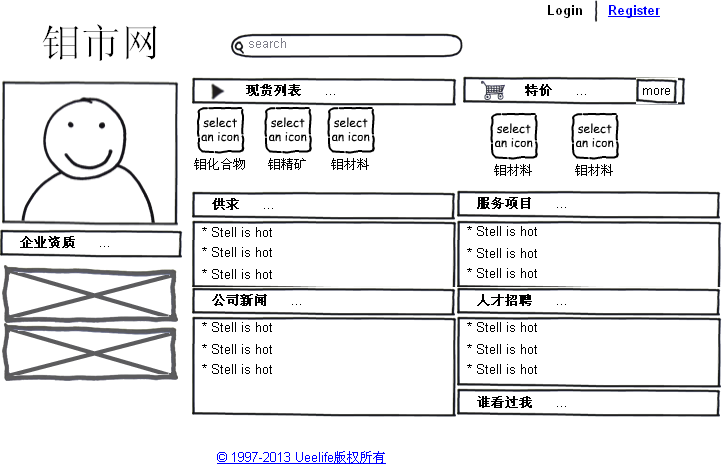 Login | Register
钼市网
search
现货列表 ...
特价 ... more
select an icon
select an icon
select an icon
select an icon
select an icon
钼化合物 钼精矿 钼材料
钼材料 钼材料
供求 ...
* Stell is hot
* Stell is hot
* Stell is hot
服务项目 ...
* Stell is hot
* Stell is hot
* Stell is hot
企业资质 ...
公司新闻 ...
* Stell is hot
* Stell is hot
* Stell is hot
人才招聘 ...
* Stell is hot
* Stell is hot
* Stell is hot
谁看过我 ...
© 1997-2013 Ueelife版权所有